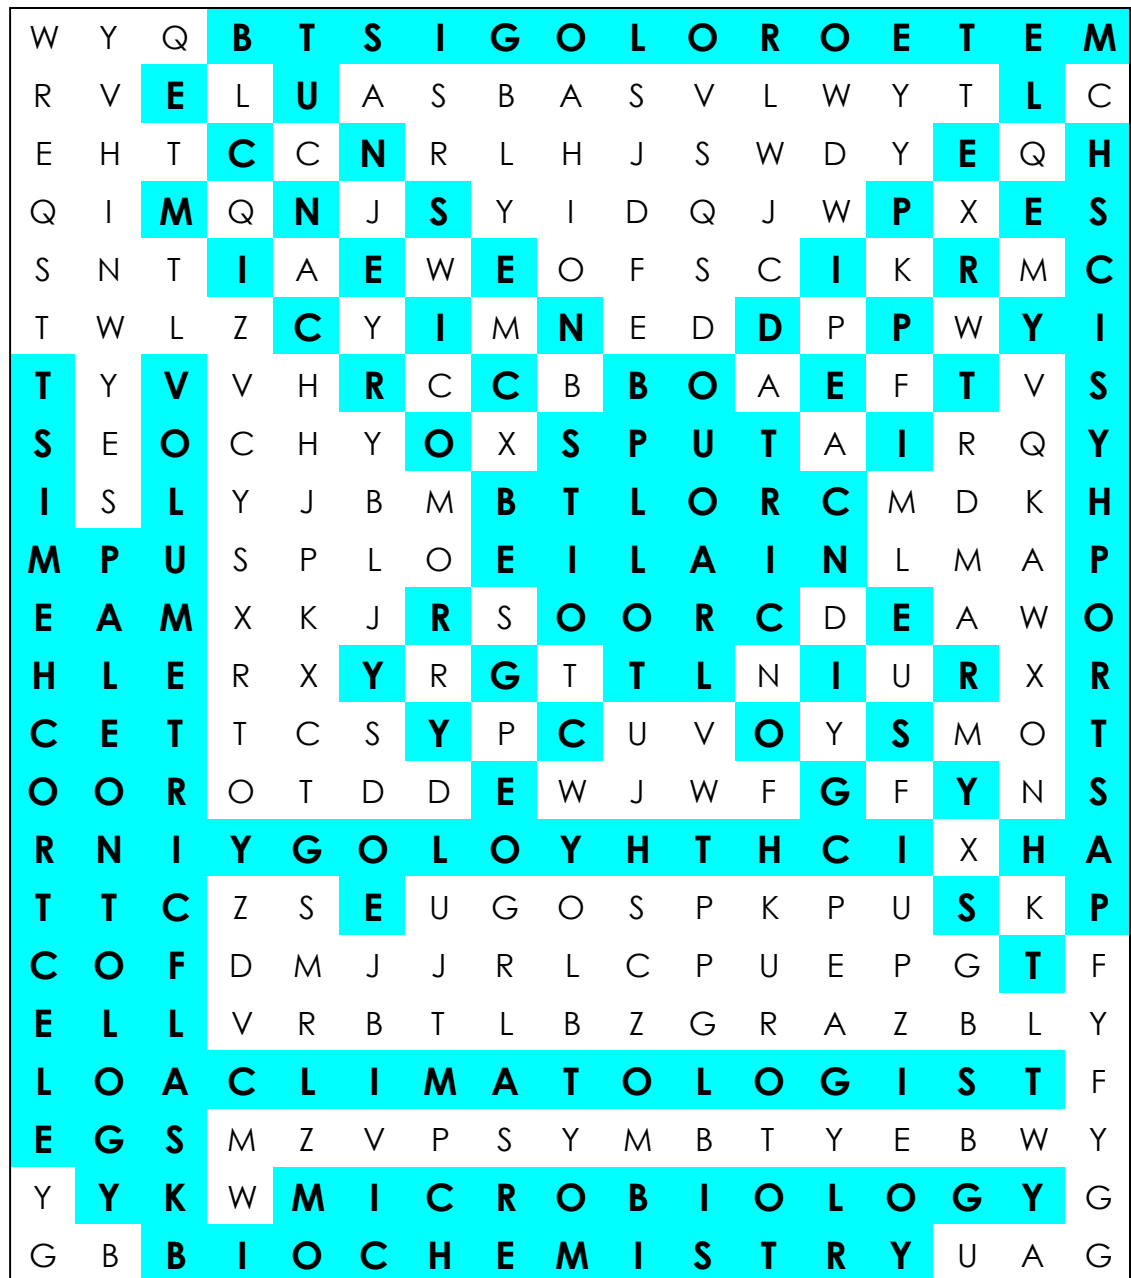 W Y Q B T S I G O L O R O E T E M
R V E L U A S B A S V L W Y T L C
E H T C C N R L H J S W D Y E Q H
Q I M Q N J S Y I D Q J W P X E S
S N T I A E W E O F S C I K R M C
T W L Z C Y I M N E D D P P W Y I
T Y V V H R C C B B O A E F T V S
S E O C H Y O X S P U T A I R Q Y
I S L Y J B M B T L O R C M D K H
M P U S P L O E I L A I N L M A P
E A M X K J R S O O R C D E A W O
H L E R X Y R G T T L N I U R X R
C E T T C S Y P C U V O Y S M O T
O O R O T D D E W J W F G F Y N S
R N I Y G O L O Y H T H C I X H A
T T C Z S E U G O S P K P U S K P
C O F D M J J R L C P U E P G T F
E L L V R B T L B Z G R A Z B L Y
L O A C L I M A T O L O G I S T F
E G S M Z V P S Y M B T Y E B W Y
Y Y K W M I C R O B I O L O G Y G
G B B I O C H E M I S T R Y U A G